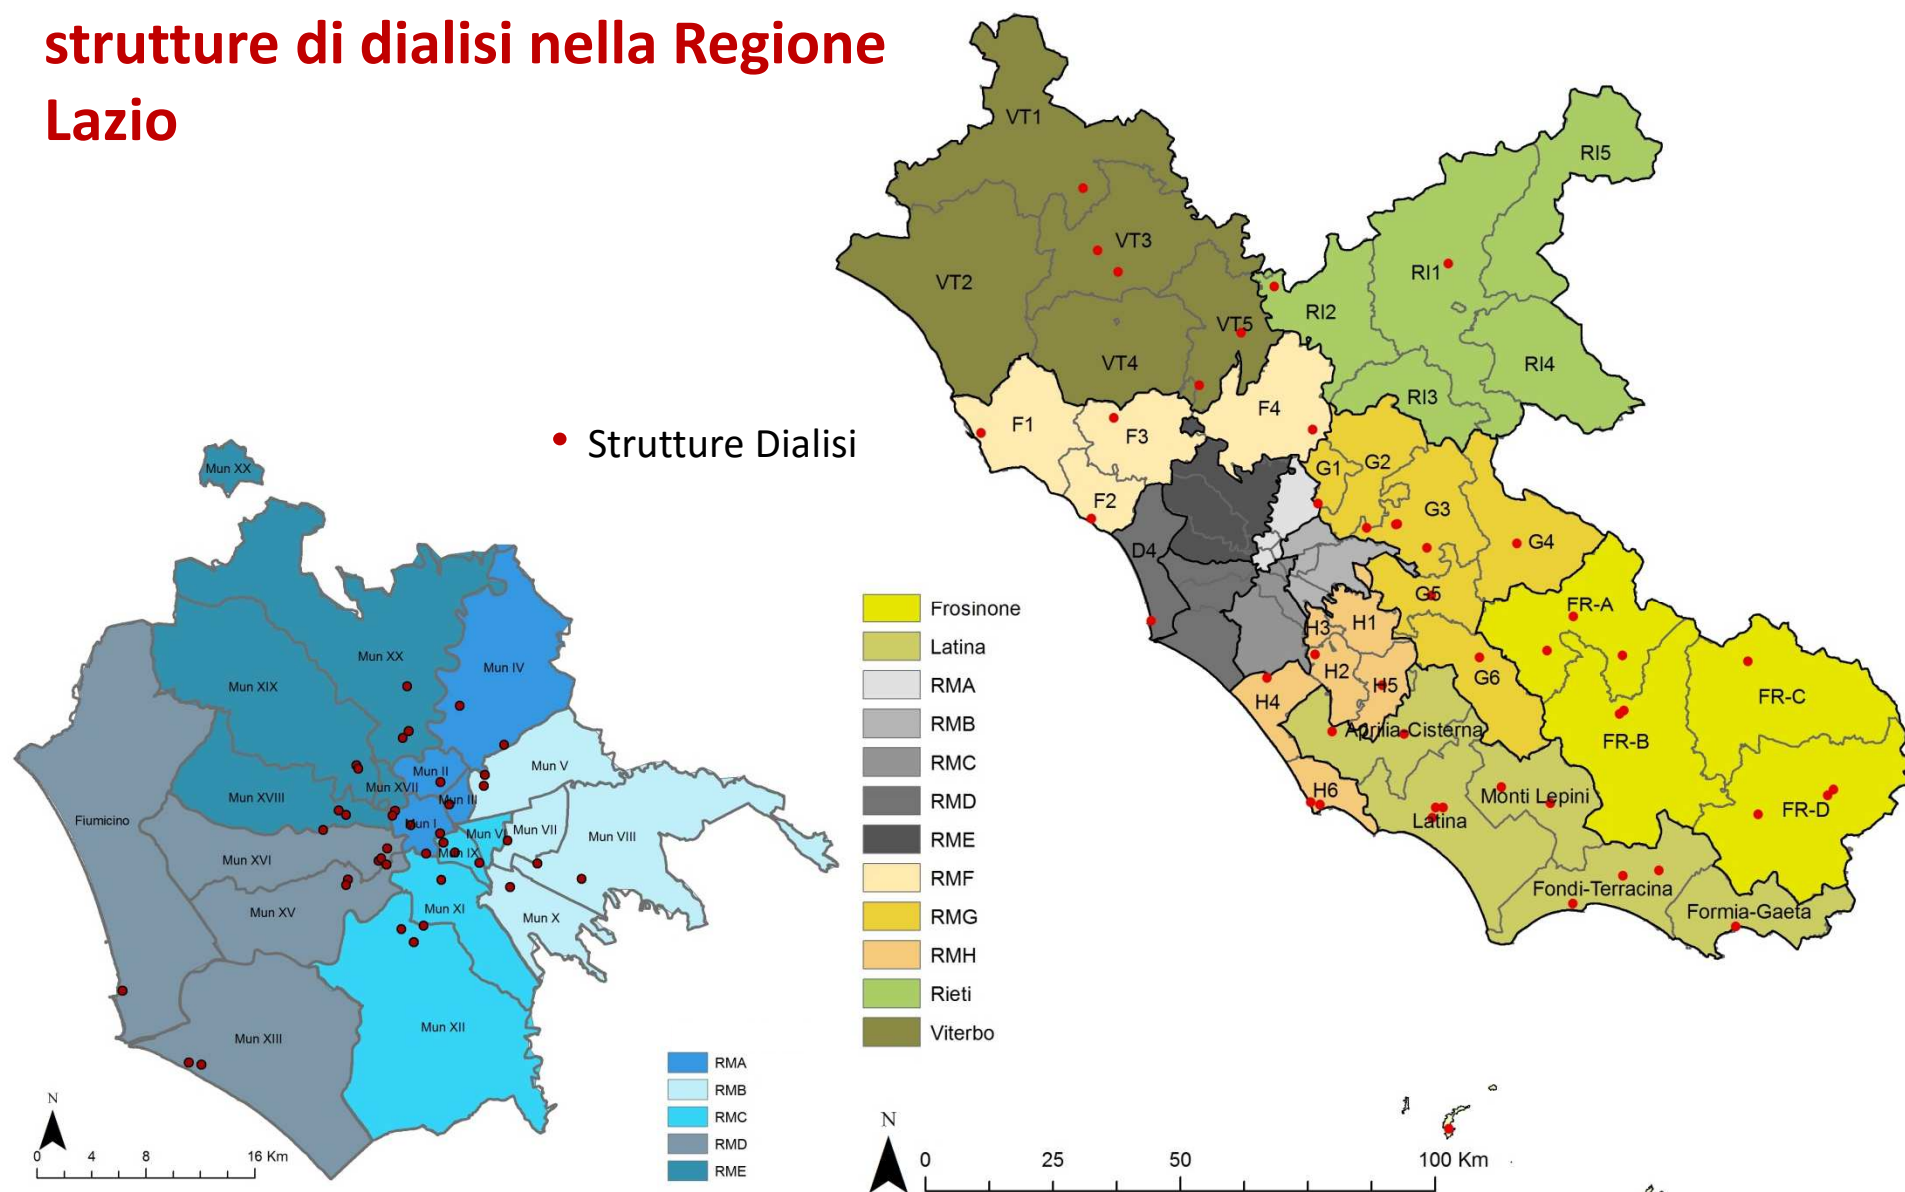 strutture di dialisi nella Regione
Lazio
Strutture Dialisi
Mun XX
Mun XX
Mun IV
Mun XIX
Mun V
Mun II
Mun XVII
Mun XVIII
Mun III
Fiumicino
Mun I
Mun VI
Mun VII
Mun VIII
Mun XVI
Mun IX
Mun XV
Mun XI
Mun X
Mun XII
Mun XIII
RMA
RMB
RMC
RMD
RME
N
0 4 8 16 Km
VT1
RI5
VT3
RI1
VT2
RI2
VT5
VT4
RI4
RI3
F4
F1
F3
G2
G1
F2
G3
D4
G4
G5
FR-A
H3
H1
H2
G6
H5
FR-C
H4
Aprilia-Cisterna
FR-B
H6
Monti Lepini
FR-D
Latina
Fondi-Terracina
Formia-Gaeta
Frosinone
Latina
RMA
RMB
RMC
RMD
RME
RMF
RMG
RMH
Rieti
Viterbo
N
0 25 50 100 Km